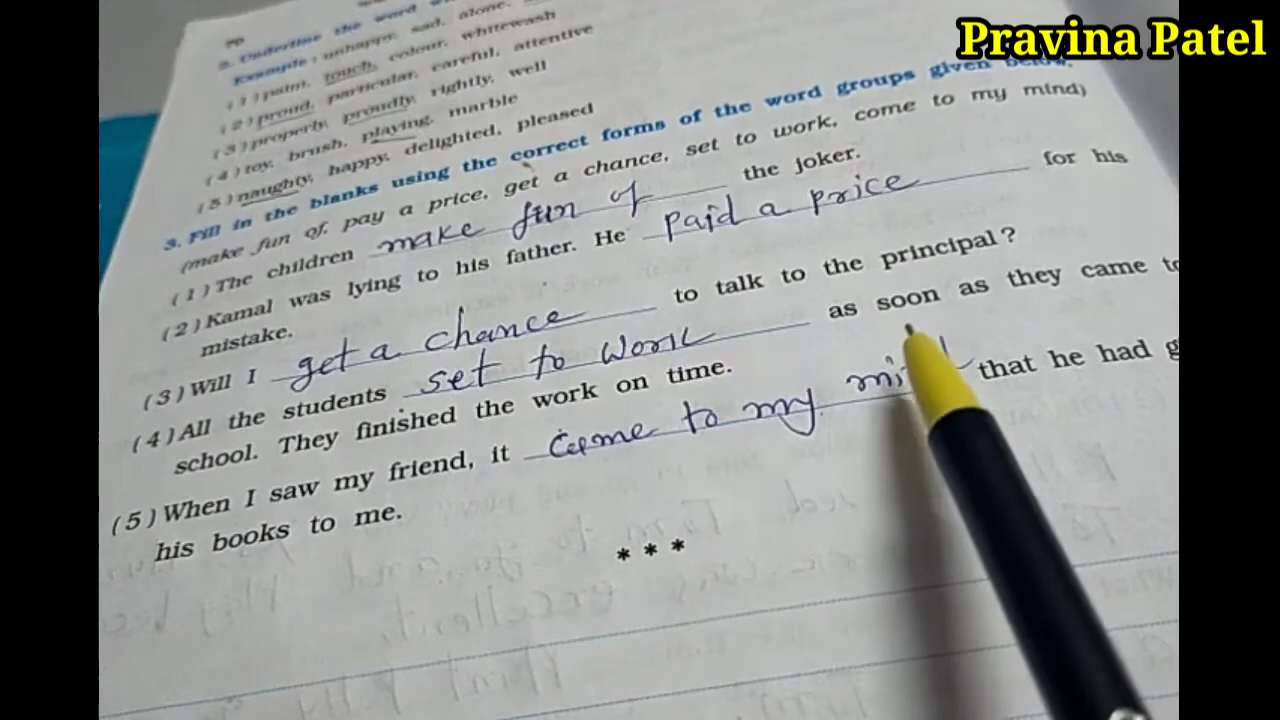 Pravina Patel
70
2. Underline the word
Example : unhappy, sad, alone,
(1) paint, touch, colour, whitewash
(2) proud, particular, careful, attentive
(3) properly, proudly, rightly, well
(4) toy, brush, playing, marble
(5) naughty, happy, delighted, pleased
3. Fill in the blanks using the correct forms of the word groups given below.
(make fun of, pay a price, get a chance, set to work, come to my mind)
(1) The children make fun of the joker.
(2) Kamal was lying to his father. He paid a price for his
mistake.
(3) Will I get a chance to talk to the principal?
(4) All the students set to work as soon as they came to
school. They finished the work on time.
(5) When I saw my friend, it came to my mind that he had
his books to me.
***